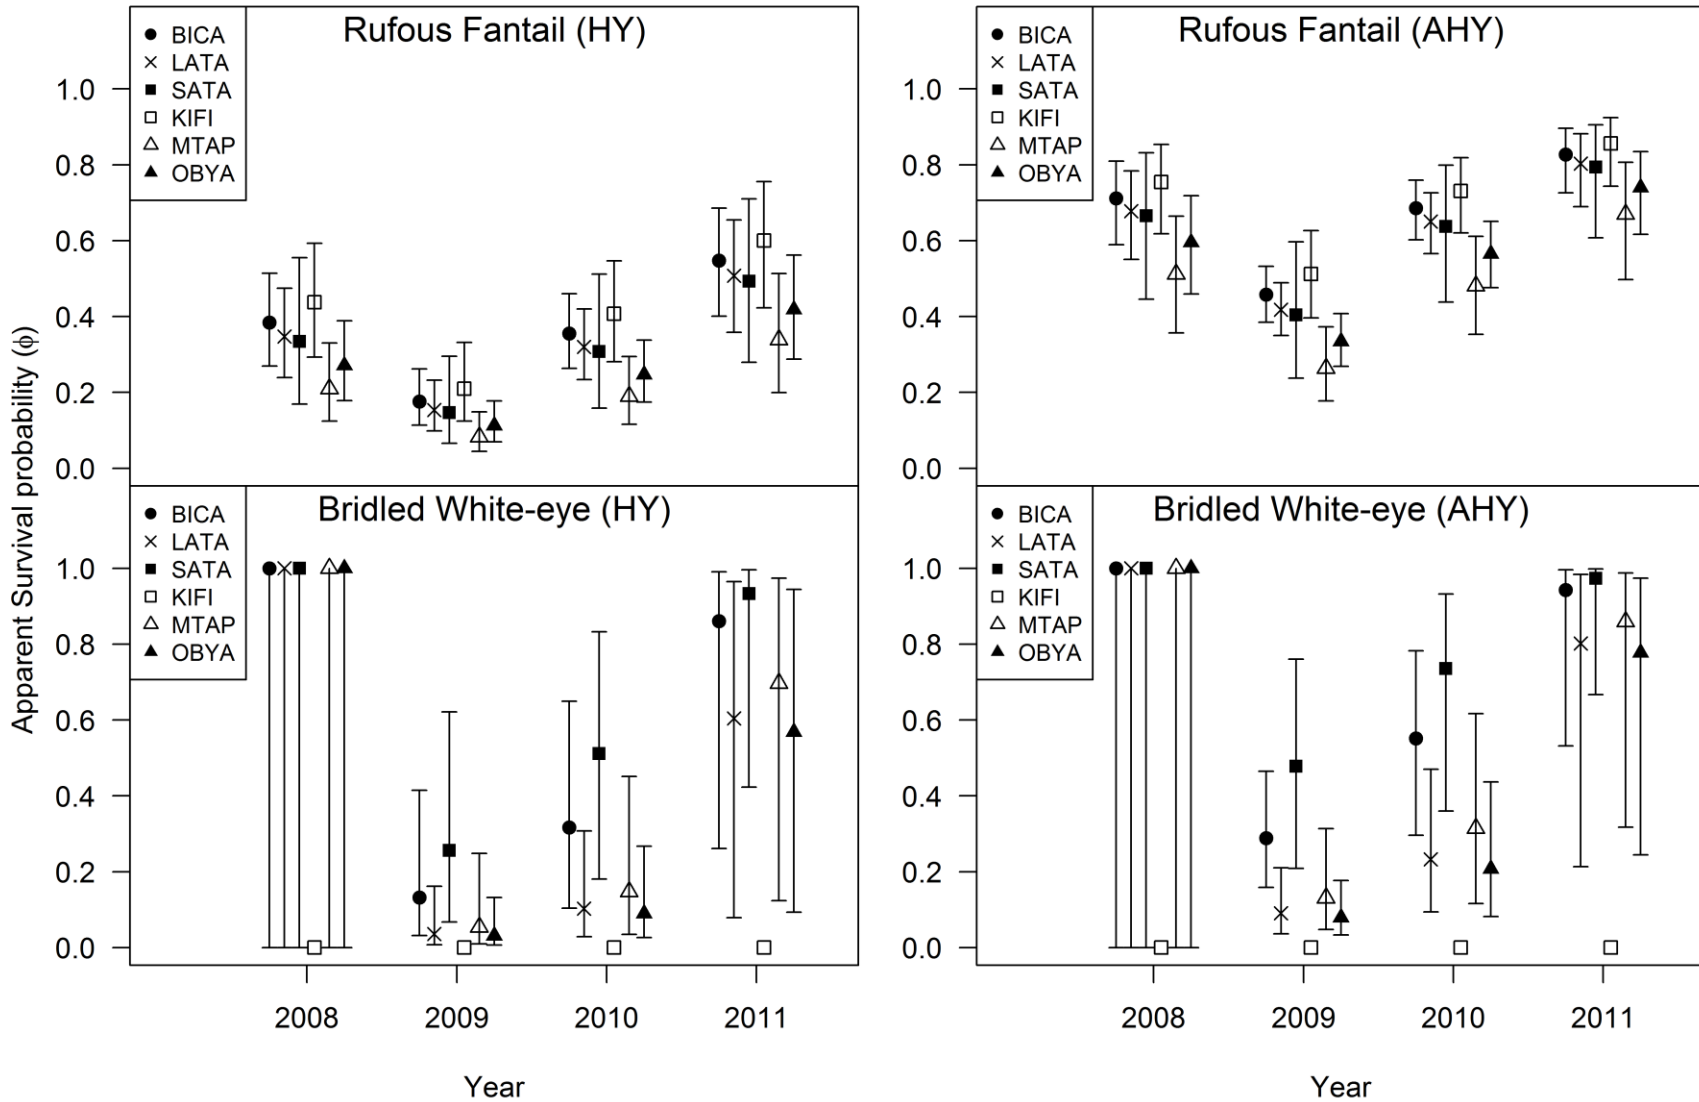 Rufous Fantail (HY)
BICA
LATA
SATA
KIFI
MTAP
OBYA
1.0
0.8
0.6
0.4
0.2
0.0
Rufous Fantail (AHY)
BICA
LATA
SATA
KIFI
MTAP
OBYA
1.0
0.8
0.6
0.4
0.2
0.0
Apparent Survival probability (ϕ)
Bridled White-eye (HY)
BICA
LATA
SATA
KIFI
MTAP
OBYA
1.0
0.8
0.6
0.4
0.2
0.0
2008 2009 2010 2011
Year
Bridled White-eye (AHY)
BICA
LATA
SATA
KIFI
MTAP
OBYA
1.0
0.8
0.6
0.4
0.2
0.0
2008 2009 2010 2011
Year